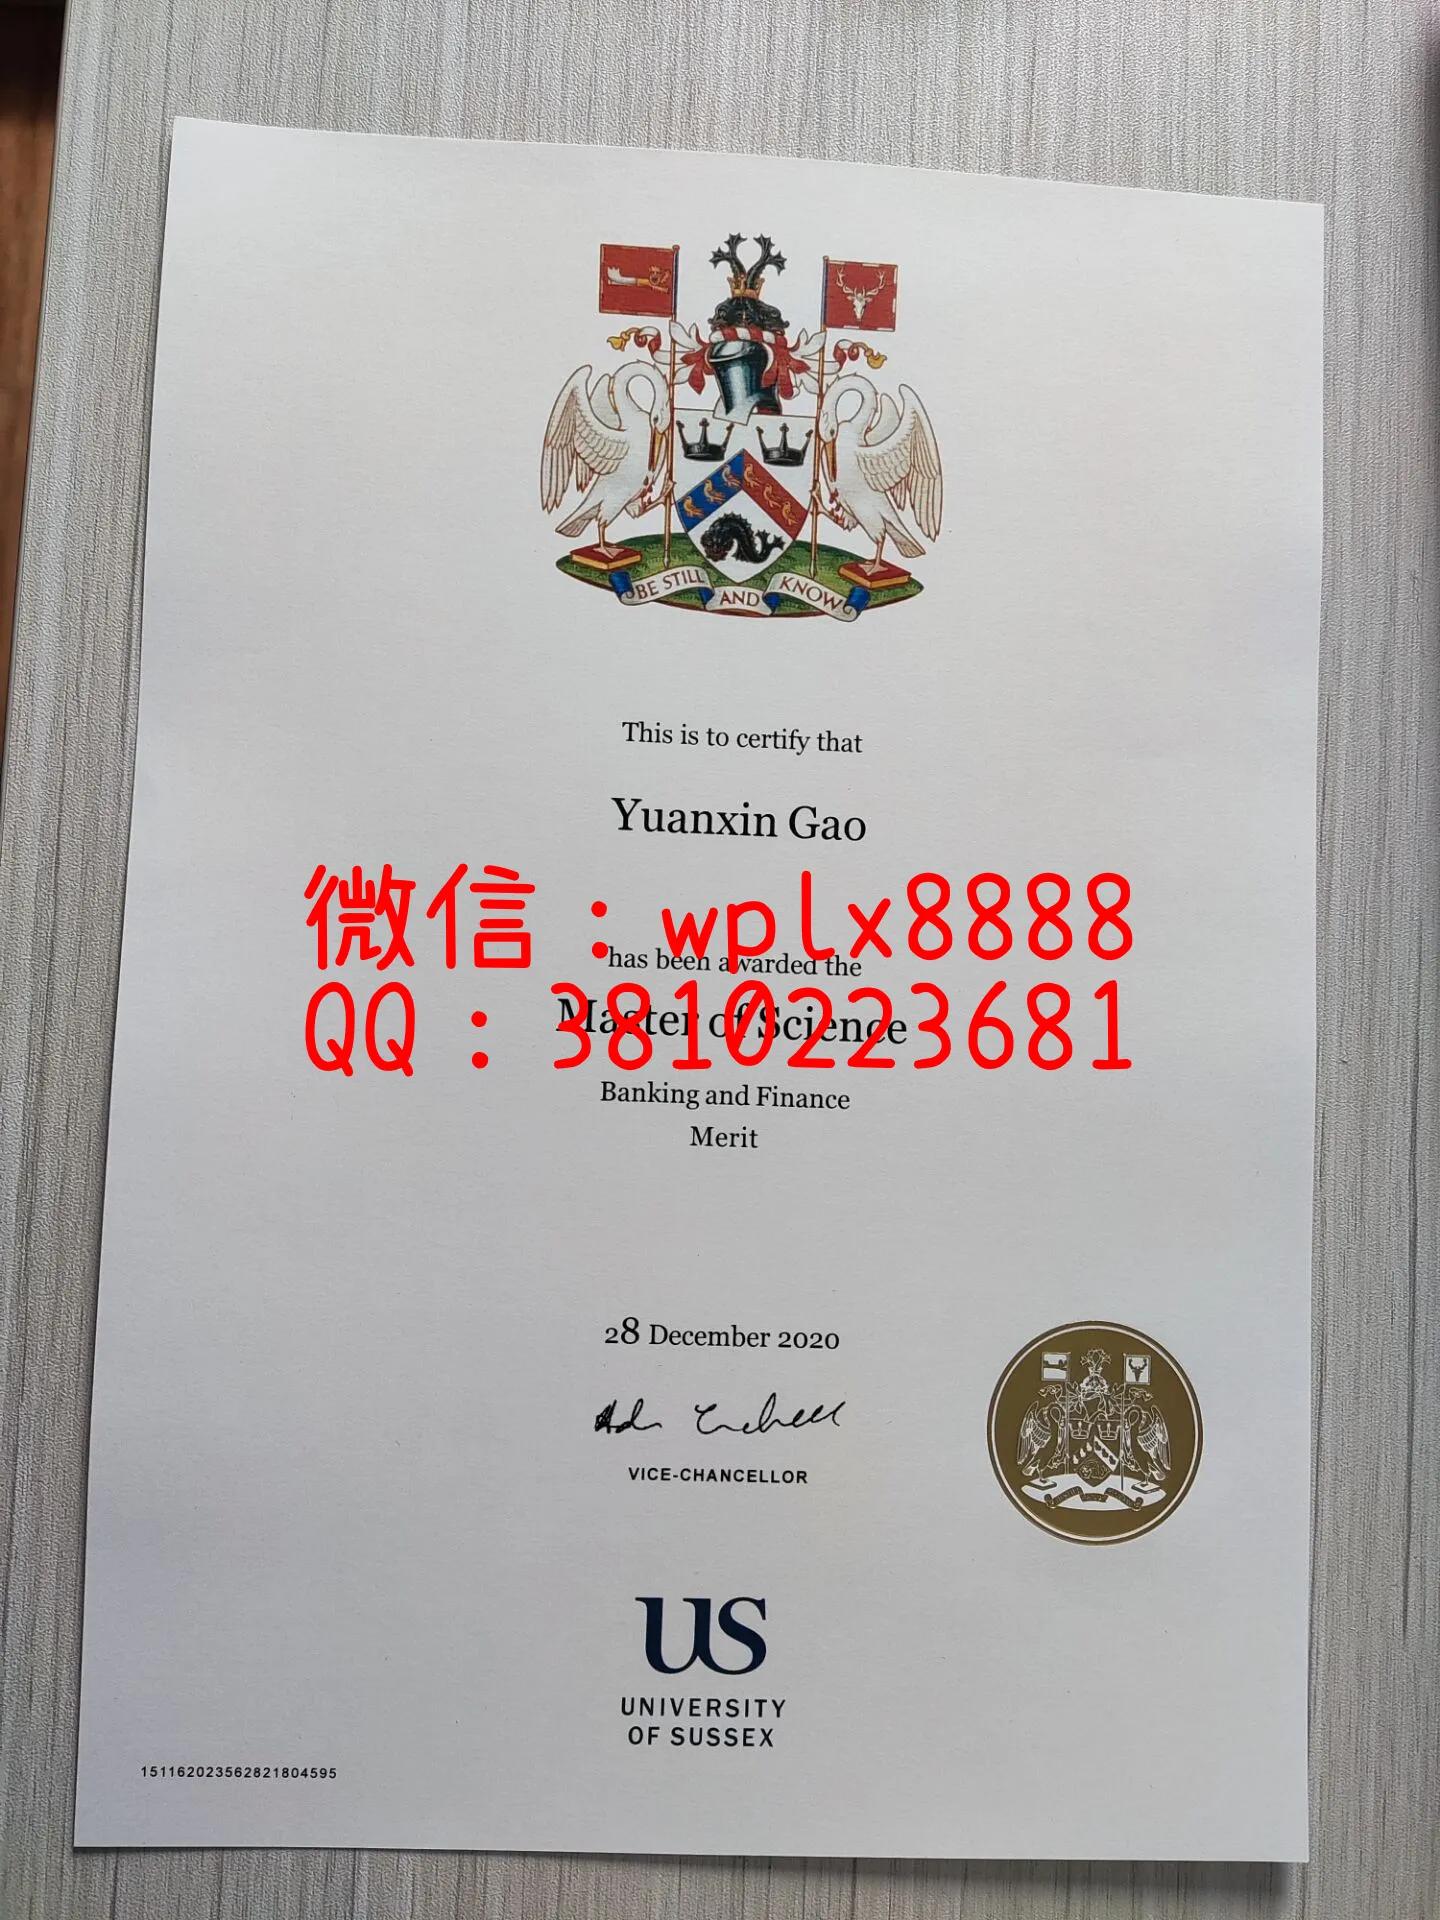 BE STILL AND KNOW
This is to certify that
Yuanxin Gao
微信：wplx8888
has been awarded the
QQ：3810223681
Master of Science
Banking and Finance
Merit
28 December 2020
VICE-CHANCELLOR
US
UNIVERSITY
OF SUSSEX
151162023562821804595